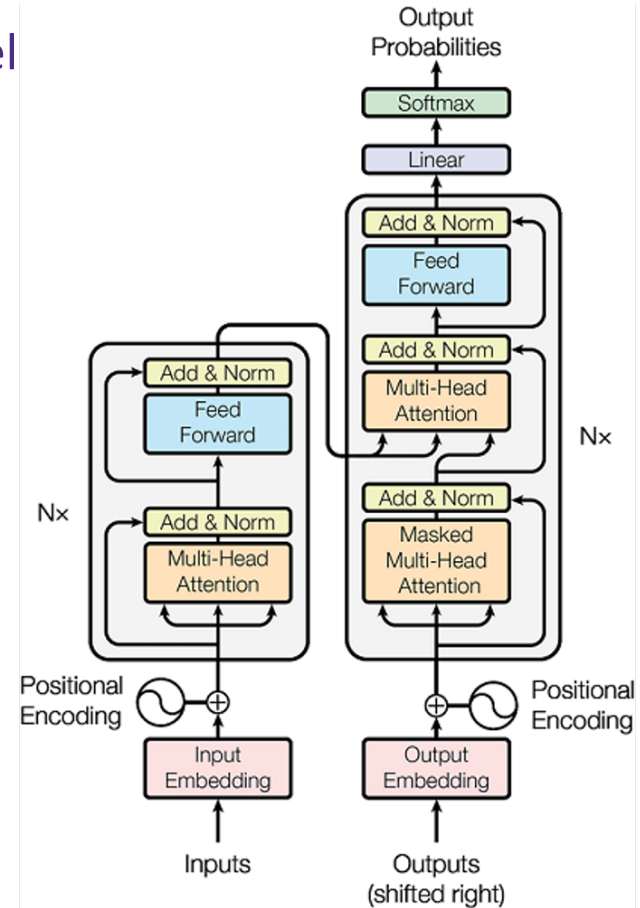 el
Output
Probabilities
Softmax
Linear
Add & Norm
Feed
Forward
Add & Norm
Multi-Head
Attention
Add & Norm
Masked
Multi-Head
Attention
Nx
Positional
Encoding
Output
Embedding
Outputs
(shifted right)
Add & Norm
Feed
Forward
Add & Norm
Multi-Head
Attention
Nx
Positional
Encoding
Input
Embedding
Inputs